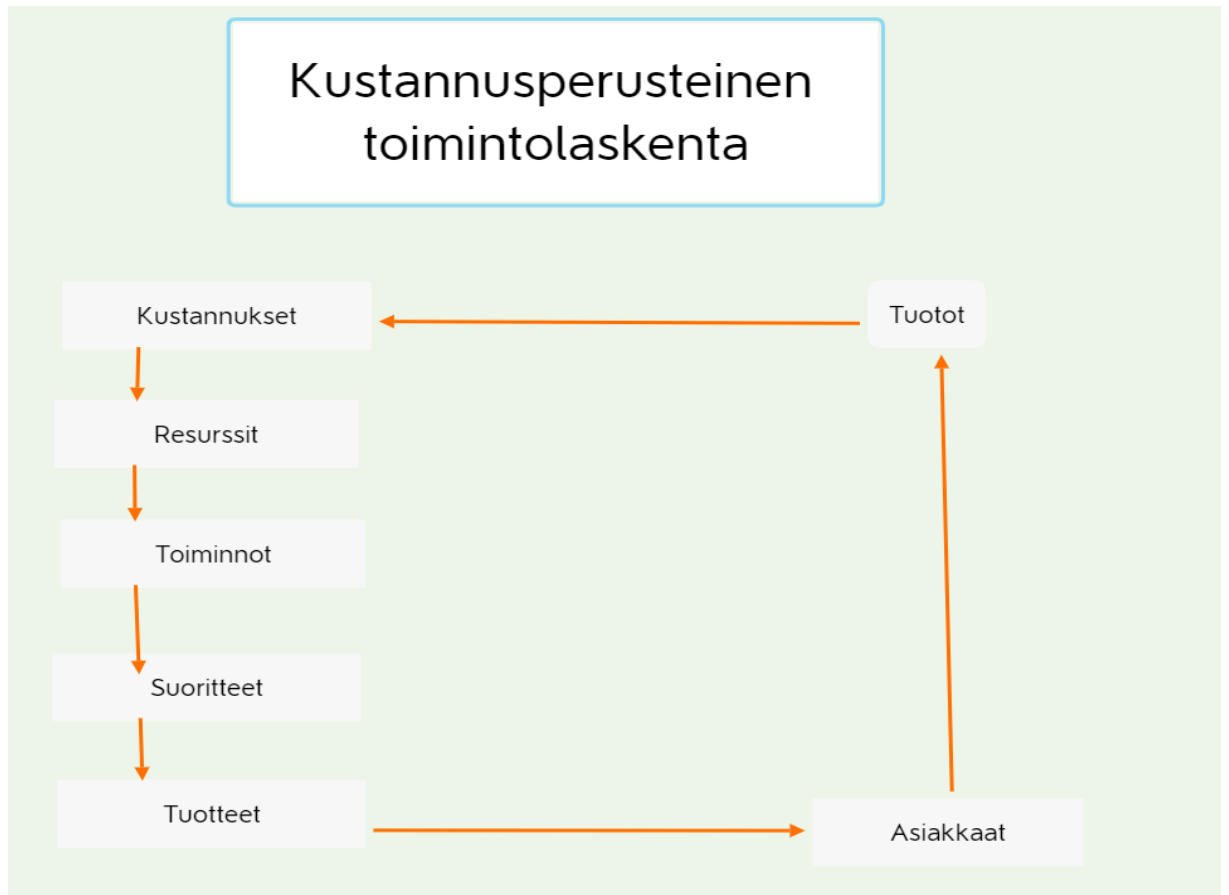 Kustannusperusteinen
toimintolaskenta
Kustannukset
Tuotot
Resurssit
Toiminnot
Suoritteet
Tuotteet
Asiakkaat